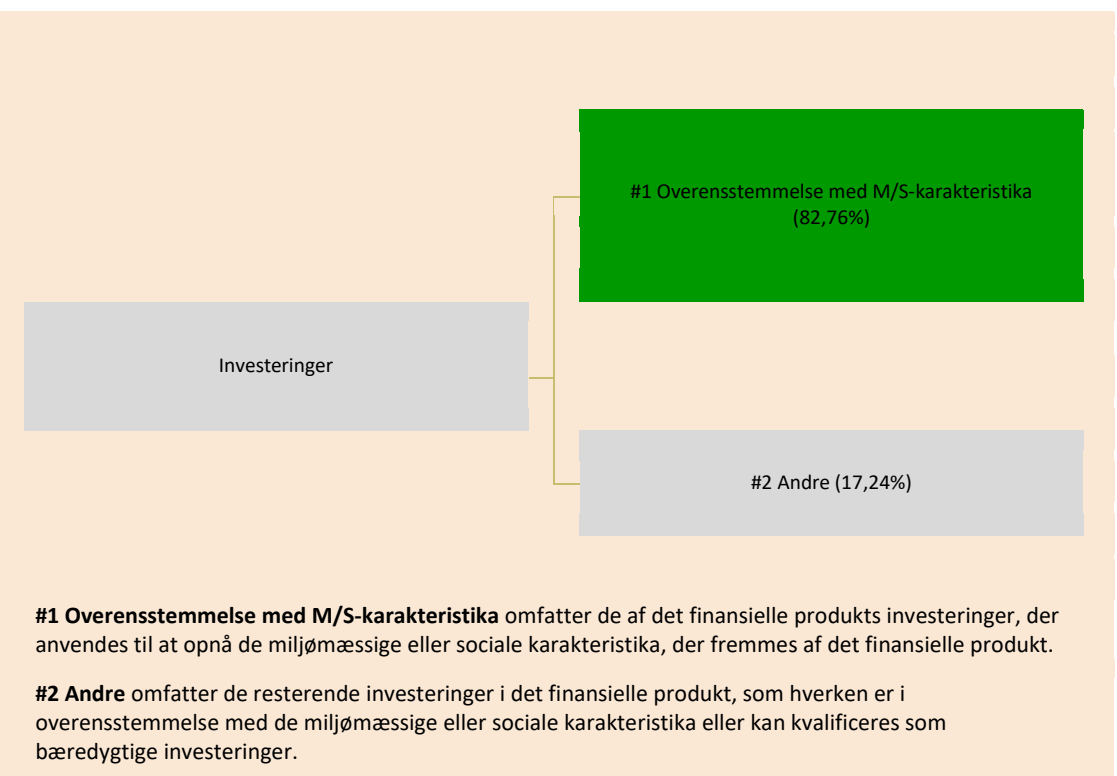 #1 Overensstemmelse med M/S-karakteristika
(82,76%)
Investeringer
#2 Andre (17,24%)
#1 Overensstemmelse med M/S-karakteristika omfatter de af det finansielle produkts investeringer, der
anvendes til at opnå de miljømæssige eller sociale karakteristika, der fremmes af det finansielle produkt.
#2 Andre omfatter de resterende investeringer i det finansielle produkt, som hverken er i
overensstemmelse med de miljømæssige eller sociale karakteristika eller kan kvalificeres som
bæredygtige investeringer.